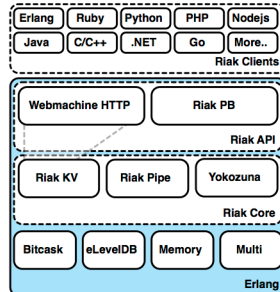 Erlang Ruby Python PHP Nodejs
Java C/C++ .NET Go More..
Riak Clients
Webmachine HTTP Riak PB
Riak API
Riak KV Riak Pipe Yokozuna
Riak Core
Bitcask eLevelDB Memory Multi
Erlang